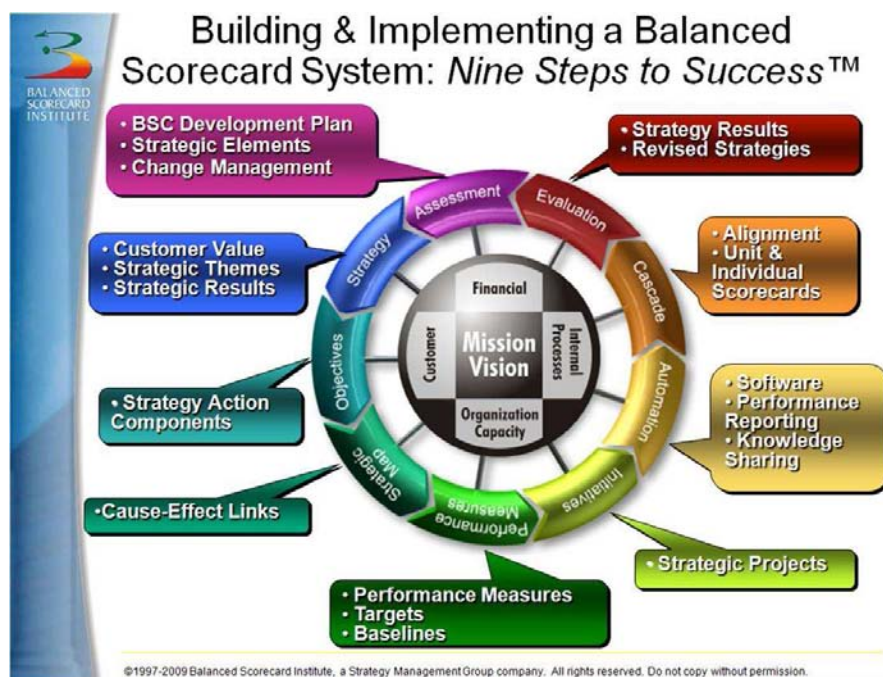 Building & Implementing a Balanced
Scorecard System: Nine Steps to Success™
BALANCED
SCORECARD
INSTITUTE
• BSC Development Plan
• Strategic Elements
• Change Management
• Strategy Results
• Revised Strategies
• Customer Value
• Strategic Themes
• Strategic Results
• Alignment
• Unit &
Individual
Scorecards
• Strategy Action
Components
• Software
• Performance
Reporting
• Knowledge
Sharing
•Cause-Effect Links
• Strategic Projects
• Performance Measures
• Targets
• Baselines
Assessment
Evaluation
Strategy
Cascade
Objectives
Automation
Strategic
Map
Initiatives
Performance
Measures
Financial
Customer
Mission
Vision
Internal
Processes
Organization
Capacity
©1997-2009 Balanced Scorecard Institute, a Strategy Management Group company. All rights reserved. Do not copy without permission.